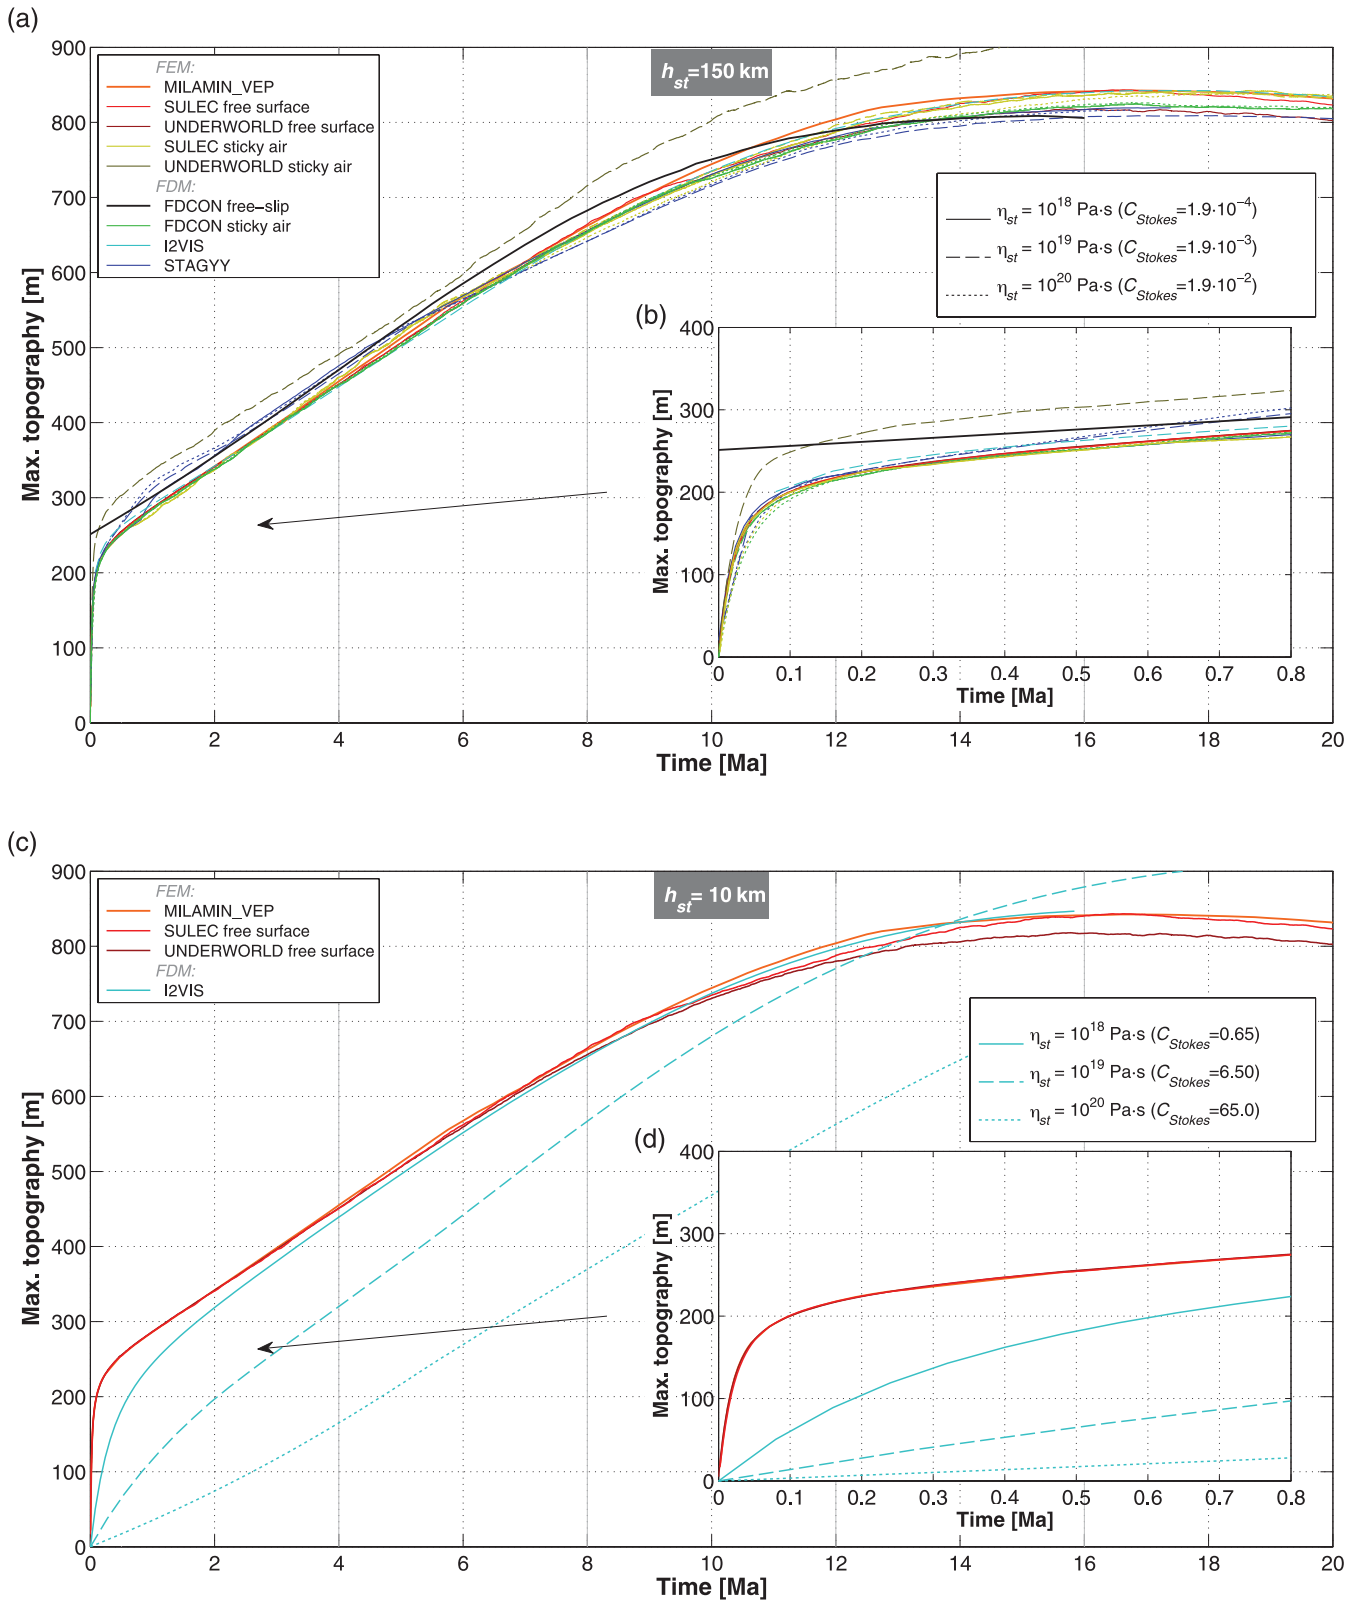 (a)
h_st=150 km
FEM:
MILAMIN_VEP
SULEC free surface
UNDERWORLD free surface
SULEC sticky air
UNDERWORLD sticky air
FDM:
FDCON free-slip
FDCON sticky air
I2VIS
STAGYY
η_st = 10^18 Pa·s (C_Stokes=1.9·10^-4)
η_st = 10^19 Pa·s (C_Stokes=1.9·10^-3)
η_st = 10^20 Pa·s (C_Stokes=1.9·10^-2)
Max. topography [m]
900
800
700
600
500
400
300
200
100
0
0 2 4 6 8 10 12 14 16 18 20
Time [Ma]
(b)
Max. topography [m]
400
300
200
100
0
0 0.1 0.2 0.3 0.4 0.5 0.6 0.7 0.8
Time [Ma]
(c)
h_st= 10 km
FEM:
MILAMIN_VEP
SULEC free surface
UNDERWORLD free surface
FDM:
I2VIS
η_st = 10^18 Pa·s (C_Stokes=0.65)
η_st = 10^19 Pa·s (C_Stokes=6.50)
η_st = 10^20 Pa·s (C_Stokes=65.0)
Max. topography [m]
900
800
700
600
500
400
300
200
100
0
0 2 4 6 8 10 12 14 16 18 20
Time [Ma]
(d)
Max. topography [m]
400
300
200
100
0
0 0.1 0.2 0.3 0.4 0.5 0.6 0.7 0.8
Time [Ma]